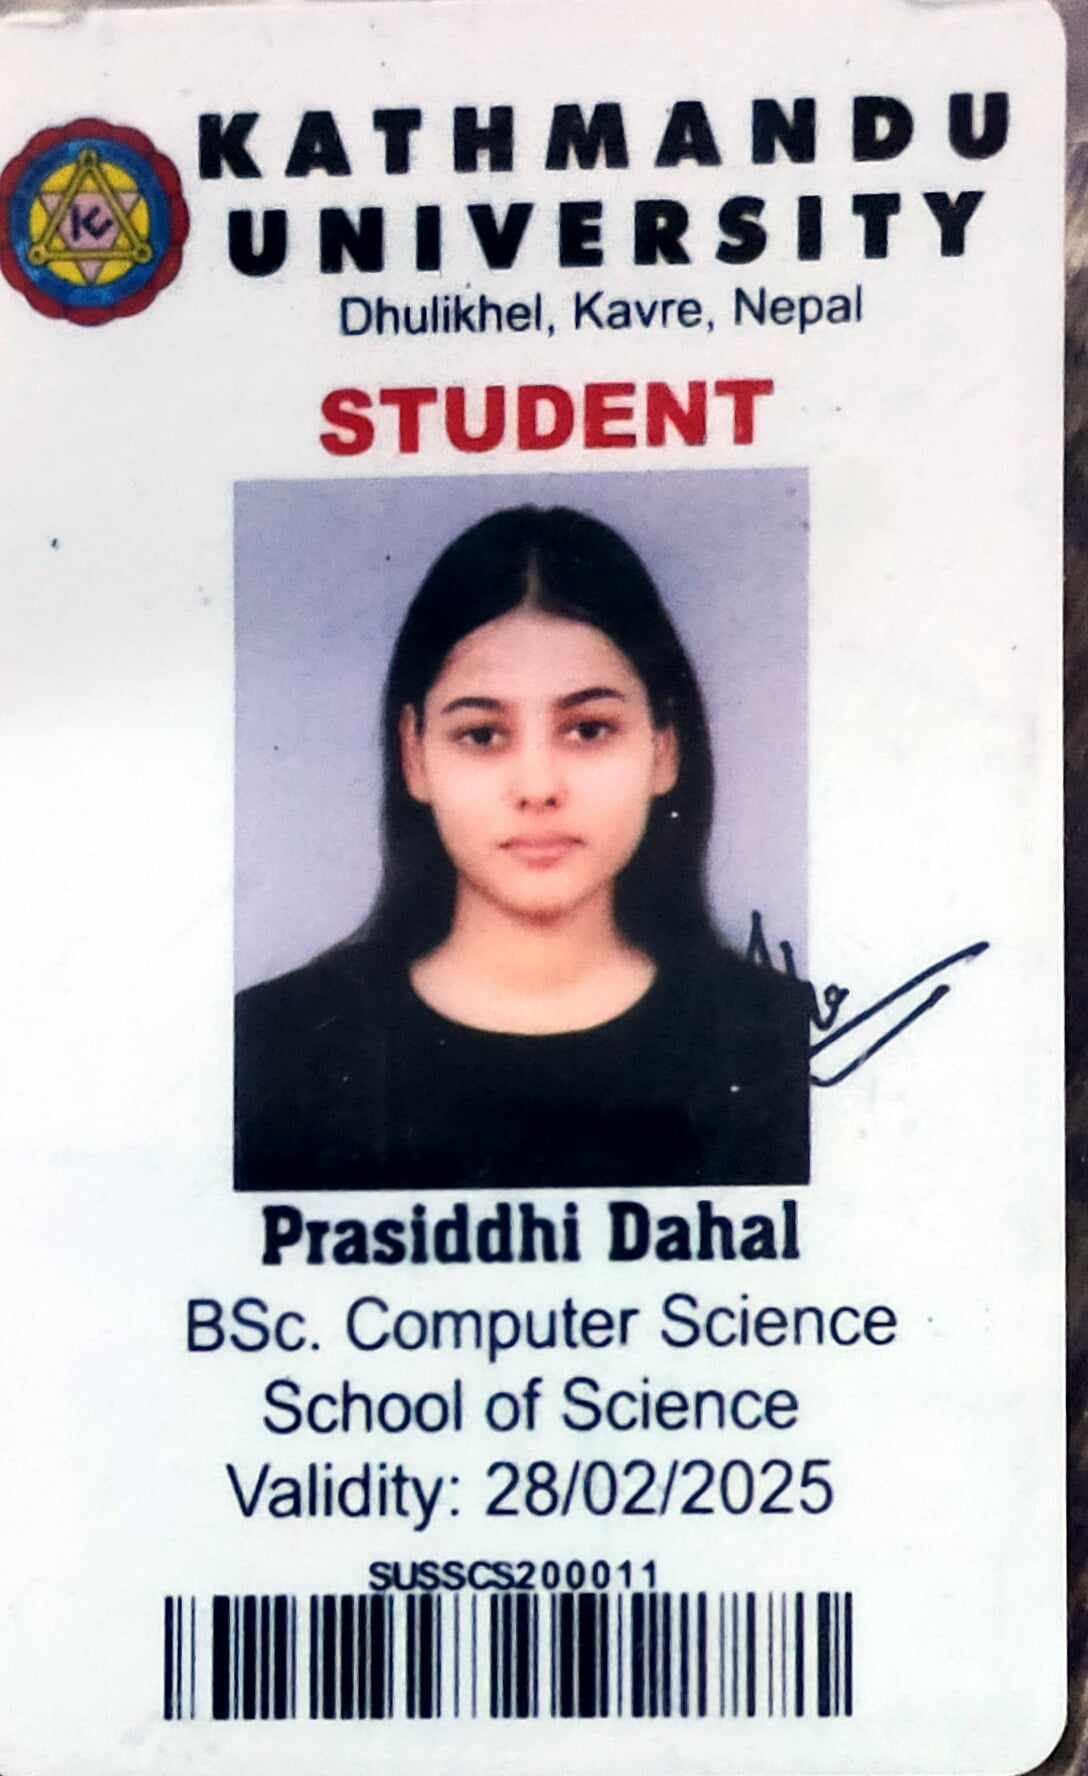 KATHMANDU
UNIVERSITY
Dhulikhel, Kavre, Nepal
STUDENT
Prasiddhi Dahal
BSc. Computer Science
School of Science
Validity: 28/02/2025
SUSSCS200011